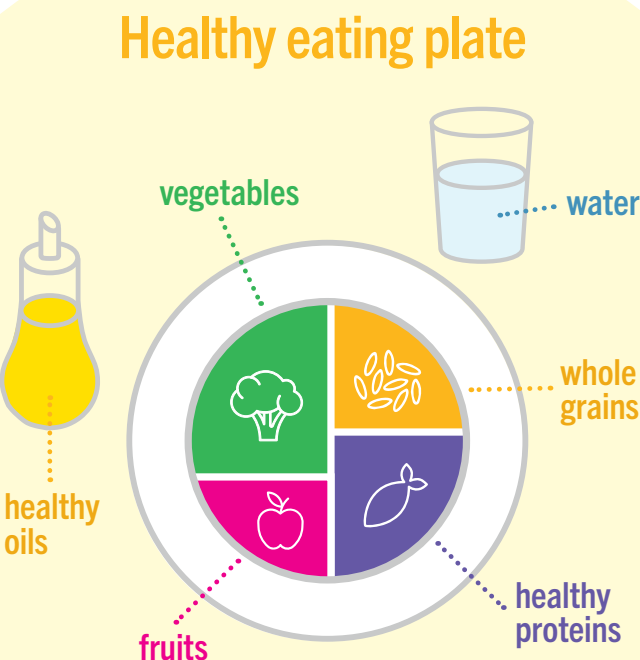 Healthy eating plate
vegetables
water
whole
grains
healthy
oils
healthy
proteins
fruits